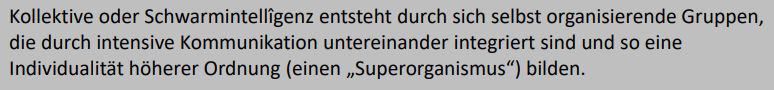 Kollektive oder Schwarmintellîgenz entsteht durch sich selbst organisierende Gruppen,
die durch intensive Kommunikation untereinander integriert sind und so eine
Individualität höherer Ordnung (einen „Superorganismus“) bilden.